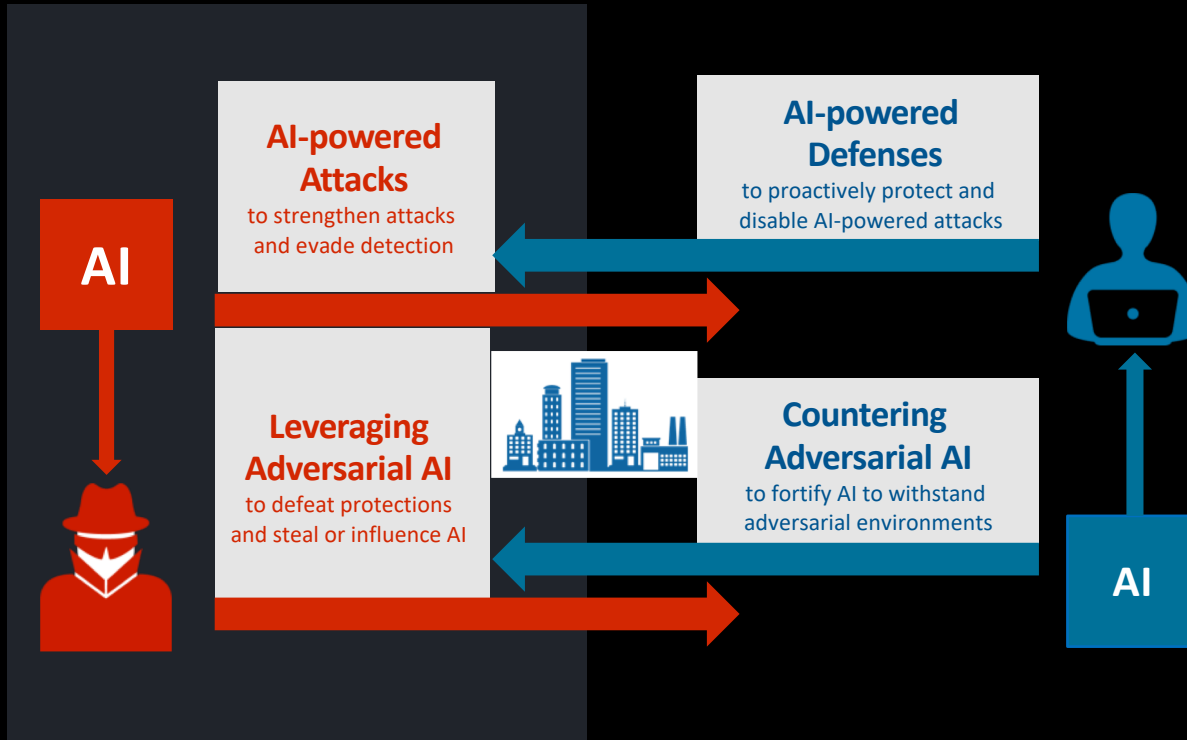 AI
AI-powered
Attacks
to strengthen attacks
and evade detection
Leveraging
Adversarial AI
to defeat protections
and steal or influence AI
AI-powered
Defenses
to proactively protect and
disable AI-powered attacks
Countering
Adversarial AI
to fortify AI to withstand
adversarial environments
AI